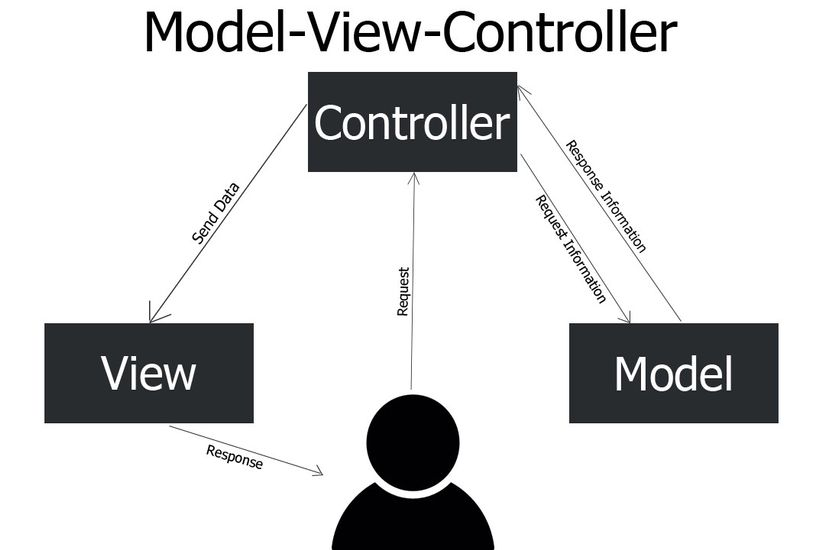 Model-View-Controller
Controller
Send Data
Request
Request Information
Response Information
View
Model
Response